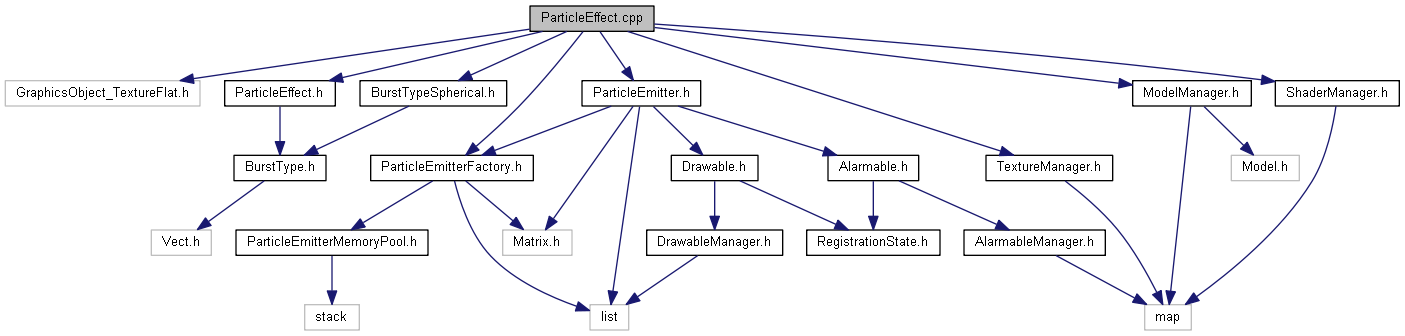 ParticleEffect.cpp
GraphicsObject_TextureFlat.h
ParticleEffect.h
BurstTypeSpherical.h
ParticleEmitter.h
ModelManager.h
ShaderManager.h
BurstType.h
ParticleEmitterFactory.h
Drawable.h
Alarmable.h
TextureManager.h
Model.h
Vect.h
ParticleEmitterMemoryPool.h
Matrix.h
DrawableManager.h
RegistrationState.h
AlarmableManager.h
stack
list
map